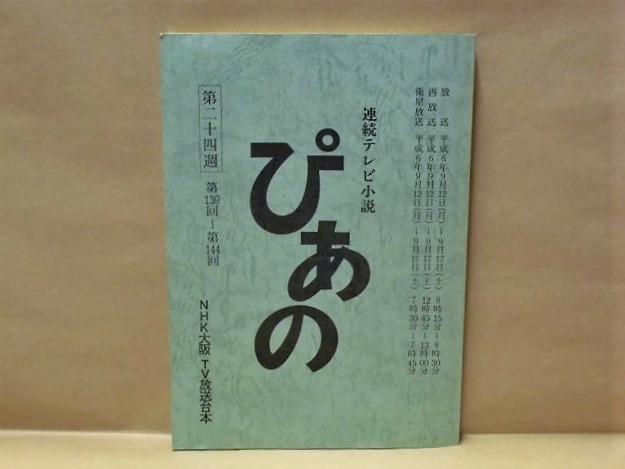 放送 平成6年9月12日(月)〜9月17日(土) 8時15分〜8時30分
再放送 平成6年9月12日(月)〜9月17日(土) 12時45分〜13時00分
衛星放送 平成6年9月12日(月)〜9月17日(土) 7時30分〜7時45分
連続テレビ小説
ぴあの
第二十四週
第139回〜第144回
NHK大阪 TV放送台本